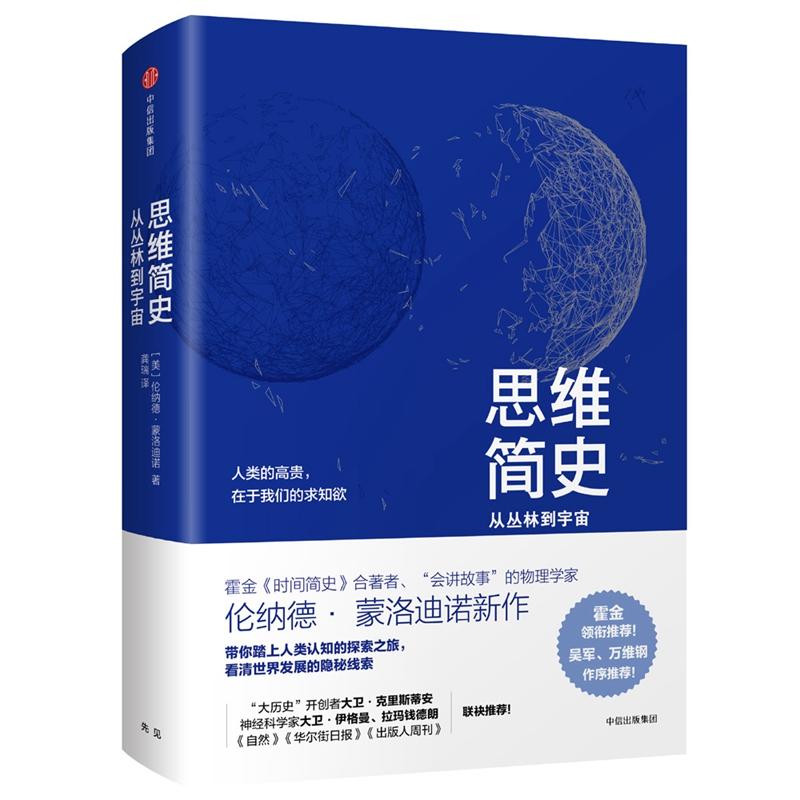 中信出版集团
思维简史
从丛林到宇宙
[美]伦纳德·蒙洛迪诺 著
龚瑞 译
先见
人类的高贵，
在于我们的求知欲
思维
简史
从丛林到宇宙
霍金《时间简史》合著者、“会讲故事”的物理学家
伦纳德·蒙洛迪诺新作
带你踏上人类认知的探索之旅，
看清世界发展的隐秘线索
“大历史”开创者大卫·克里斯蒂安
神经科学家大卫·伊格曼、拉玛钱德朗
《自然》《华尔街日报》《出版人周刊》
联袂推荐！
霍金
领衔推荐！
吴军、万维钢
作序推荐！
中信出版集团